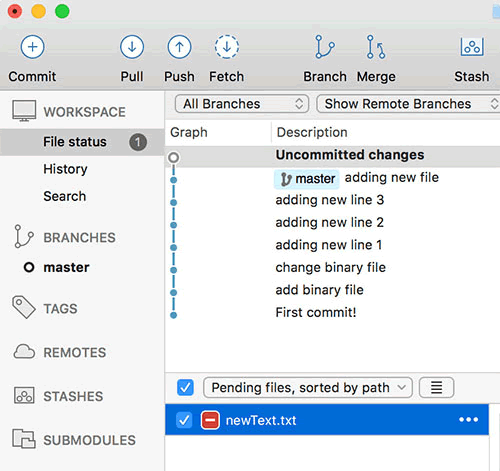 Commit Pull Push Fetch Branch Merge Stash
WORKSPACE
File status 1
History
Search
BRANCHES
master
TAGS
REMOTES
STASHES
SUBMODULES
All Branches Show Remote Branches
Graph Description
Uncommitted changes
master adding new file
adding new line 3
adding new line 2
adding new line 1
change binary file
add binary file
First commit!
Pending files, sorted by path
newText.txt